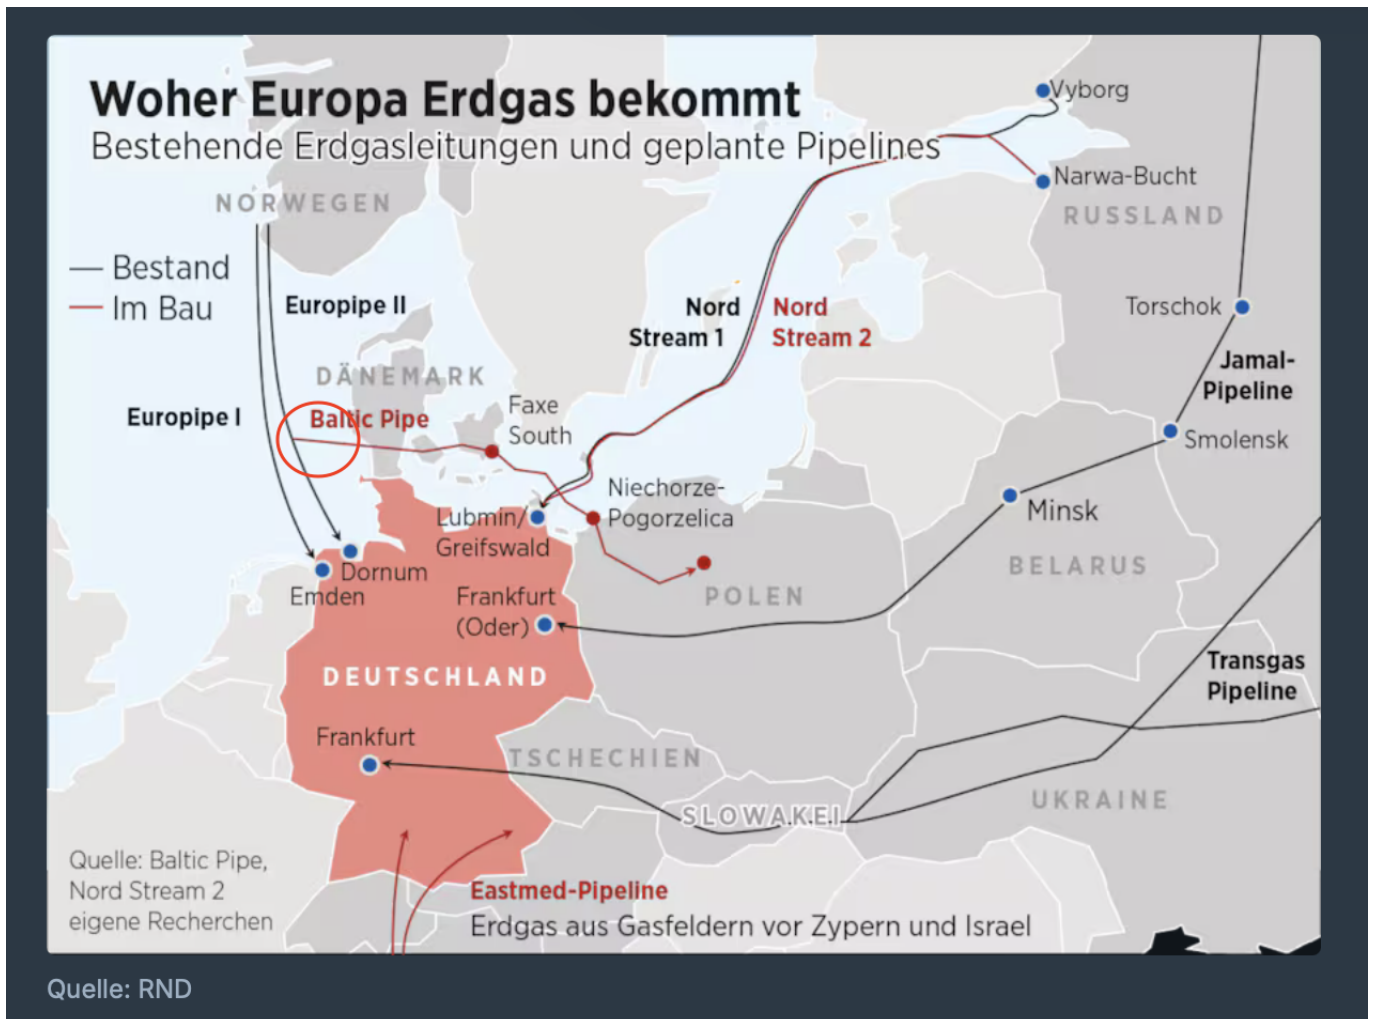 Woher Europa Erdgas bekommt
Bestehende Erdgasleitungen und geplante Pipelines
Vyborg
Narwa-Bucht
NORWEGEN
RUSSLAND
Bestand
Im Bau
Europipe II
Nord
Stream 1
Nord
Stream 2
Torschok
Jamal-
Pipeline
DÄNEMARK
Europipe I
Baltic Pipe
Faxe
South
Smolensk
Niechorze-
Pogorzelica
Minsk
Lubmin/
Greifswald
BELARUS
Dornum
Emden
Frankfurt
(Oder)
POLEN
DEUTSCHLAND
Transgas
Pipeline
Frankfurt
TSCHECHIEN
SLOWAKEI
UKRAINE
Quelle: Baltic Pipe,
Nord Stream 2
eigene Recherchen
Eastmed-Pipeline
Erdgas aus Gasfeldern vor Zypern und Israel
Quelle: RND